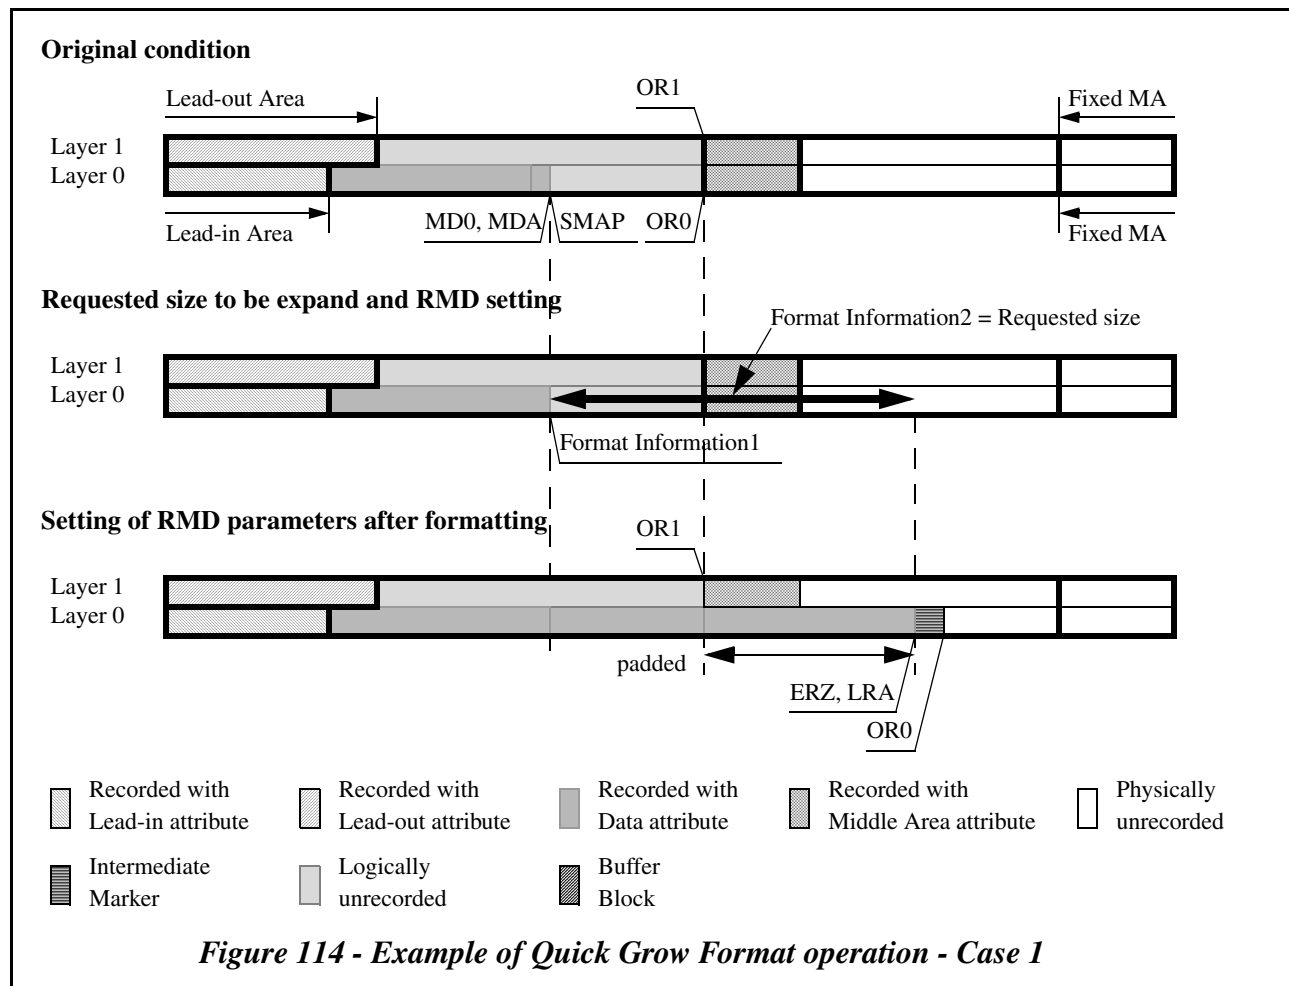 Original condition
OR1
Lead-out Area
Fixed MA
Layer 1
Layer 0
MD0, MDA
SMAP
OR0
Lead-in Area
Fixed MA
Requested size to be expand and RMD setting
Format Information2 = Requested size
Layer 1
Layer 0
Format Information1
Setting of RMD parameters after formatting
OR1
Layer 1
Layer 0
padded
ERZ, LRA
OR0
Recorded with
Lead-in attribute
Recorded with
Lead-out attribute
Recorded with
Data attribute
Recorded with
Middle Area attribute
Physically
unrecorded
Intermediate
Marker
Logically
unrecorded
Buffer
Block
Figure 114 - Example of Quick Grow Format operation - Case 1